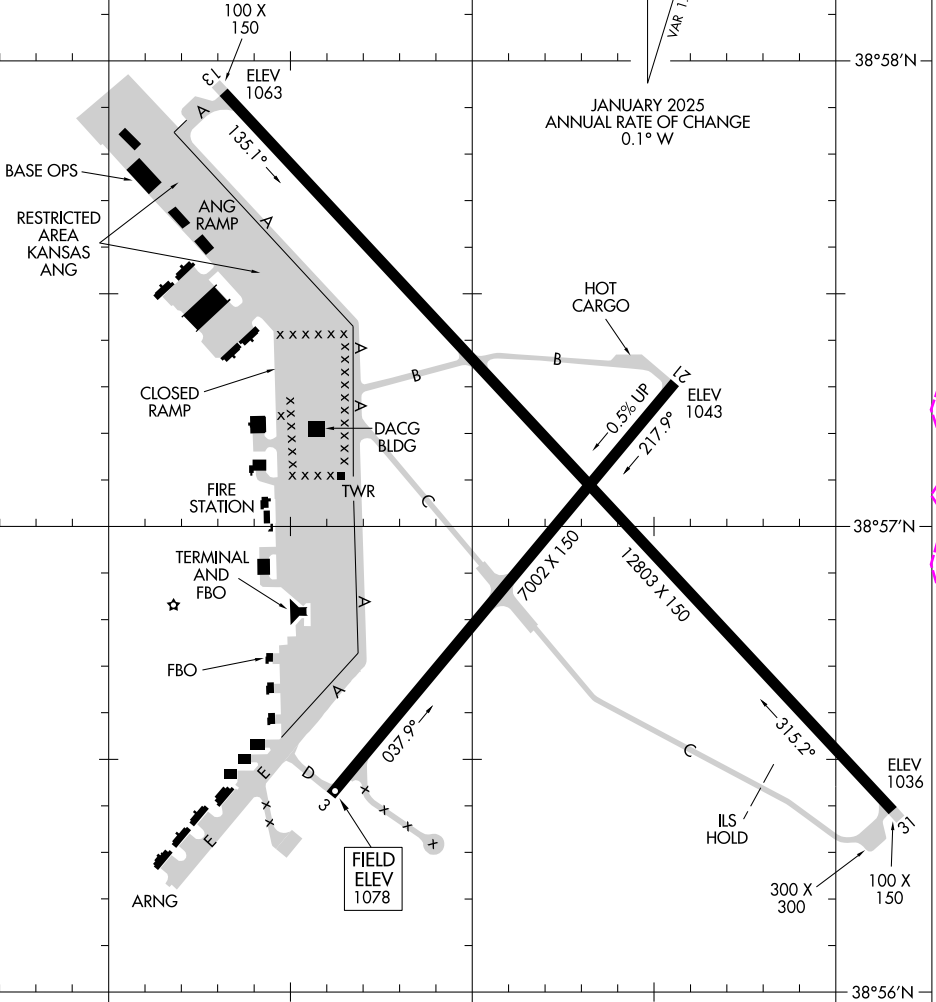 100 X
150
VAR 1
38°58'N
13
ELEV
1063
A
JANUARY 2025
ANNUAL RATE OF CHANGE
0.1° W
135.1°
BASE OPS
RESTRICTED
AREA
KANSAS
ANG
ANG
RAMP
A
HOT
CARGO
A
B
B
21
ELEV
1043
CLOSED
RAMP
A
0.5% UP
217.9°
DACG
BLDG
X X X X X X
TWR
FIRE
STATION
C
38°57'N
TERMINAL
AND
FBO
7002 X 150
12803 X 150
A
FBO
A
037.9°
315.2°
C
ELEV
1036
E
D
3
X X X X
X X
ILS
HOLD
31
E
FIELD
ELEV
1078
300 X
300
100 X
150
ARNG
38°56'N